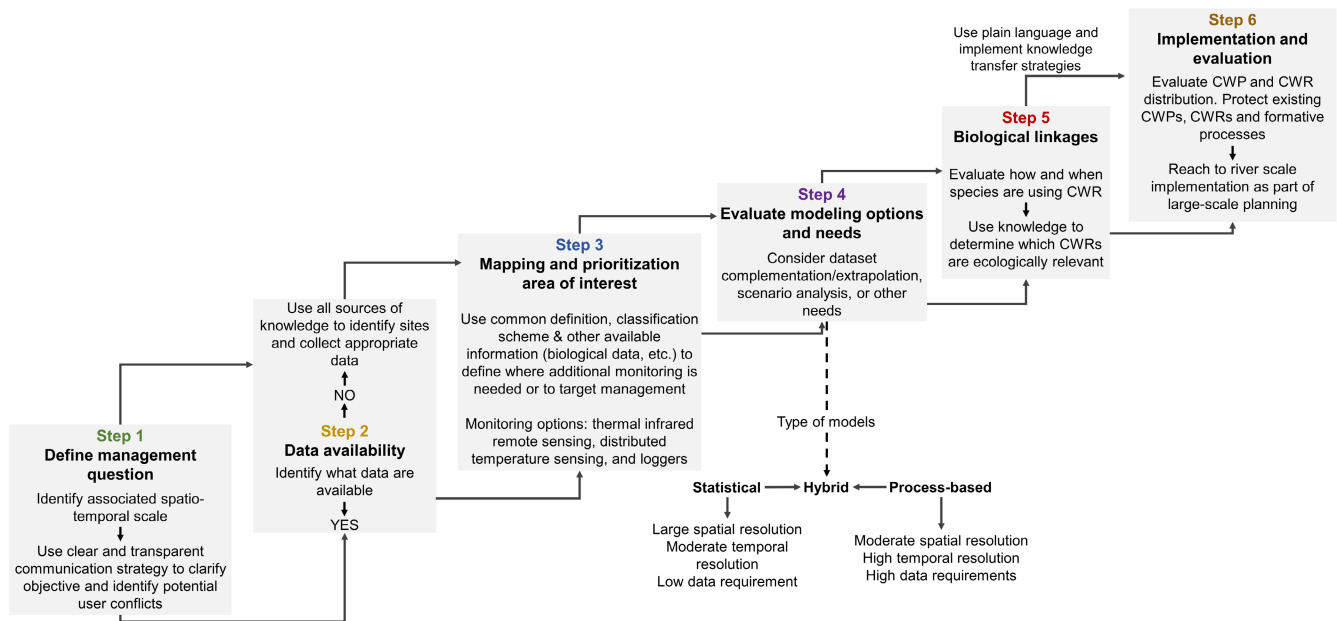 Step 1
Define management
question
Identify associated spatio-
temporal scale
Use clear and transparent
communication strategy to clarify
objective and identify potential
user conflicts
Use all sources of
knowledge to identify sites
and collect appropriate
data
NO
Step 2
Data availability
Identify what data are
available
YES
Step 3
Mapping and prioritization
area of interest
Use common definition, classification
scheme & other available
information (biological data, etc.) to
define where additional monitoring is
needed or to target management
Monitoring options: thermal infrared
remote sensing, distributed
temperature sensing, and loggers
Step 4
Evaluate modeling options
and needs
Consider dataset
complementation/extrapolation,
scenario analysis, or other
needs
Type of models
Statistical
Hybrid
Process-based
Large spatial resolution
Moderate temporal
resolution
Low data requirement
Moderate spatial resolution
High temporal resolution
High data requirements
Step 5
Biological linkages
Evaluate how and when
species are using CWR
Use knowledge to
determine which CWRs
are ecologically relevant
Use plain language and
implement knowledge
transfer strategies
Step 6
Implementation and
evaluation
Evaluate CWP and CWR
distribution. Protect existing
CWPs, CWRs and formative
processes
Reach to river scale
implementation as part of
large-scale planning